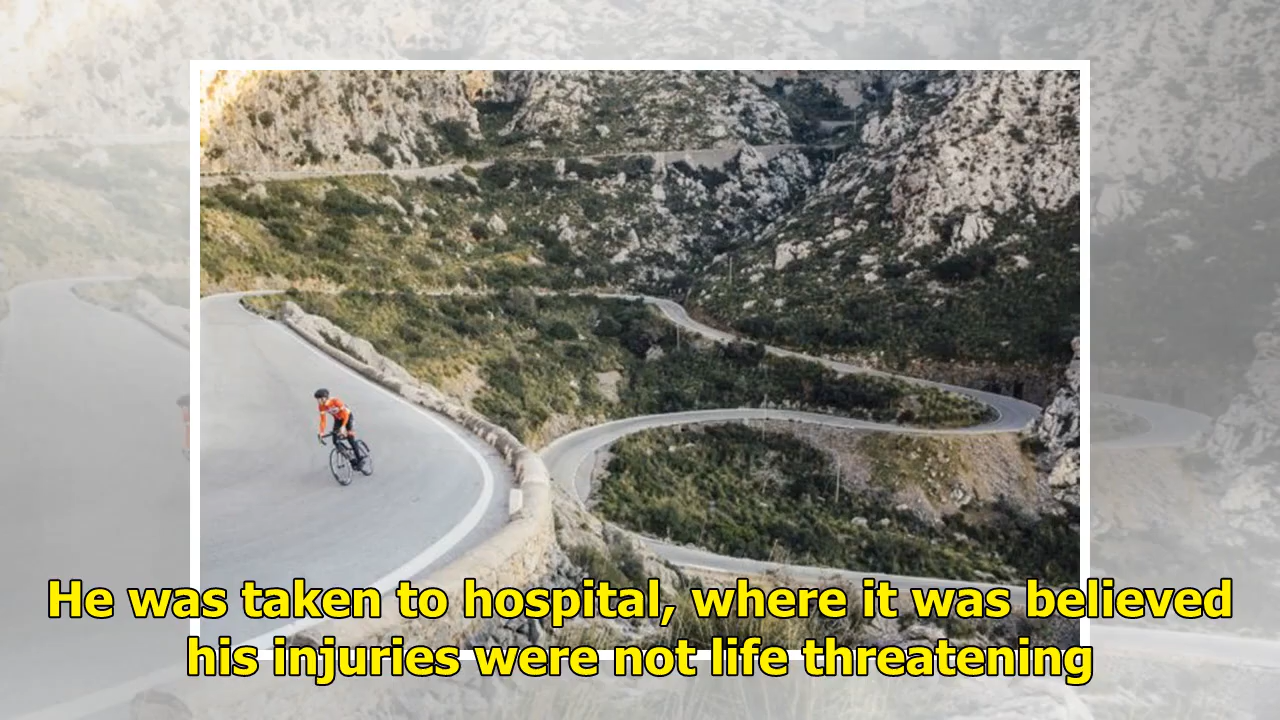 He was taken to hospital, where it was believed
his injuries were not life threatening